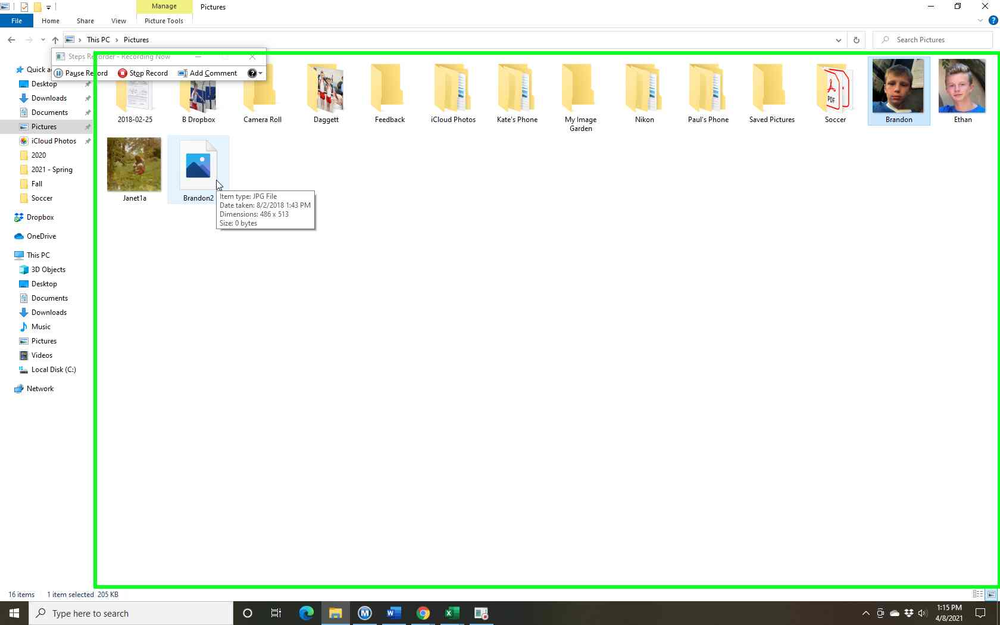 Manage
Pictures
File
Home
Share
View
Picture Tools
This PC
Pictures
Search Pictures
Steps Recorder - Recording Now
Pause Record
Stop Record
Add Comment
Quick a
Desktop
Downloads
Documents
Pictures
iCloud Photos
2020
2021 - Spring
Fall
Soccer
Dropbox
OneDrive
This PC
3D Objects
Desktop
Documents
Downloads
Music
Pictures
Videos
Local Disk (C:)
Network
2018-02-25
B Dropbox
Camera Roll
Daggett
Feedback
iCloud Photos
Kate's Phone
My Image
Garden
Nikon
Paul's Phone
Saved Pictures
PDF
Soccer
Brandon
Ethan
Janet1a
Brandon2
Item type: JPG File
Date taken: 8/2/2018 1:43 PM
Dimensions: 486 x 513
Size: 0 bytes
16 items
1 item selected 205 KB
Type here to search
1:15 PM
4/8/2021